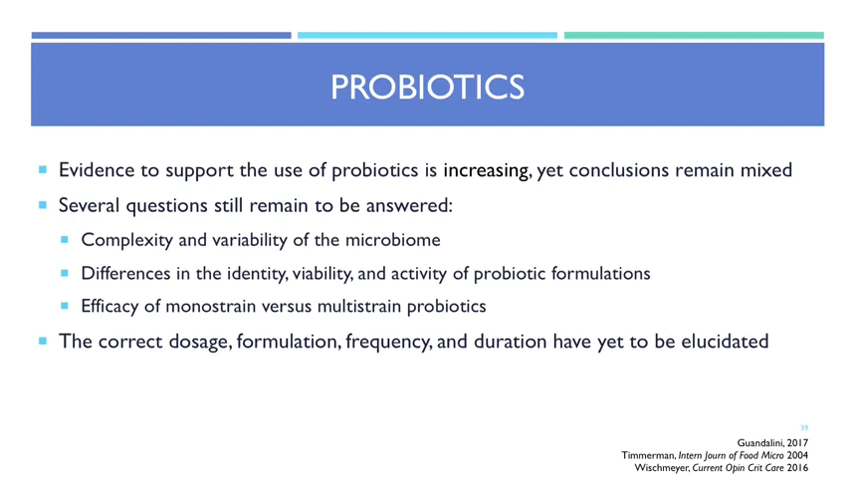 PROBIOTICS
Evidence to support the use of probiotics is increasing, yet conclusions remain mixed
Several questions still remain to be answered:
Complexity and variability of the microbiome
Differences in the identity, viability, and activity of probiotic formulations
Efficacy of monostrain versus multistrain probiotics
The correct dosage, formulation, frequency, and duration have yet to be elucidated
39
Guandalini, 2017
Timmerman, Intern Journ of Food Micro 2004
Wischmeyer, Current Opin Crit Care 2016